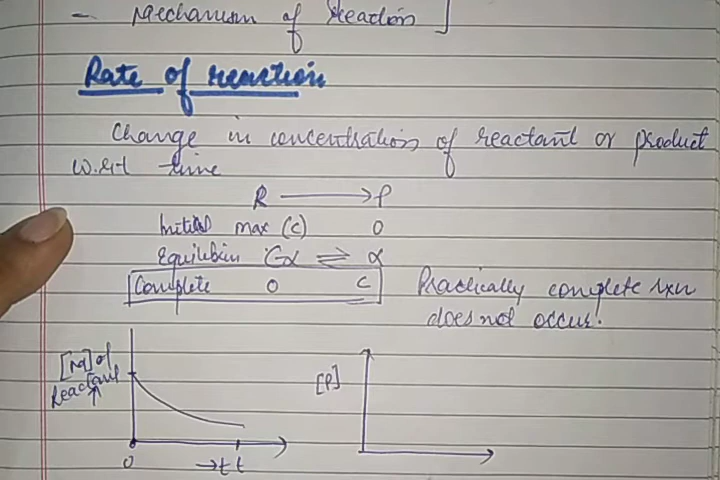 - Mechanism of reaction ]
Rate of reaction
Change in concentration of reactant or product
w.r.t time
R → P
Initial max (C) 0
Equilibrium C-α ⇌ α
Complete 0 C Practically complete rxn
does not occur.
[M] of
Reactant
[P]
0 → t t